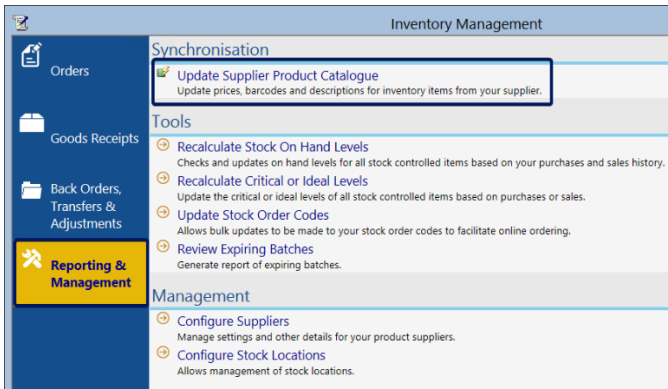 Inventory Management
Orders
Goods Receipts
Back Orders,
Transfers &
Adjustments
Reporting &
Management
Synchronisation
Update Supplier Product Catalogue
Update prices, barcodes and descriptions for inventory items from your supplier.
Tools
Recalculate Stock On Hand Levels
Checks and updates on hand levels for all stock controlled items based on your purchases and sales history.
Recalculate Critical or Ideal Levels
Update the critical or ideal levels of all stock controlled items based on purchases or sales.
Update Stock Order Codes
Allows bulk updates to be made to your stock order codes to facilitate online ordering.
Review Expiring Batches
Generate report of expiring batches.
Management
Configure Suppliers
Manage settings and other details for your product suppliers.
Configure Stock Locations
Allows management of stock locations.